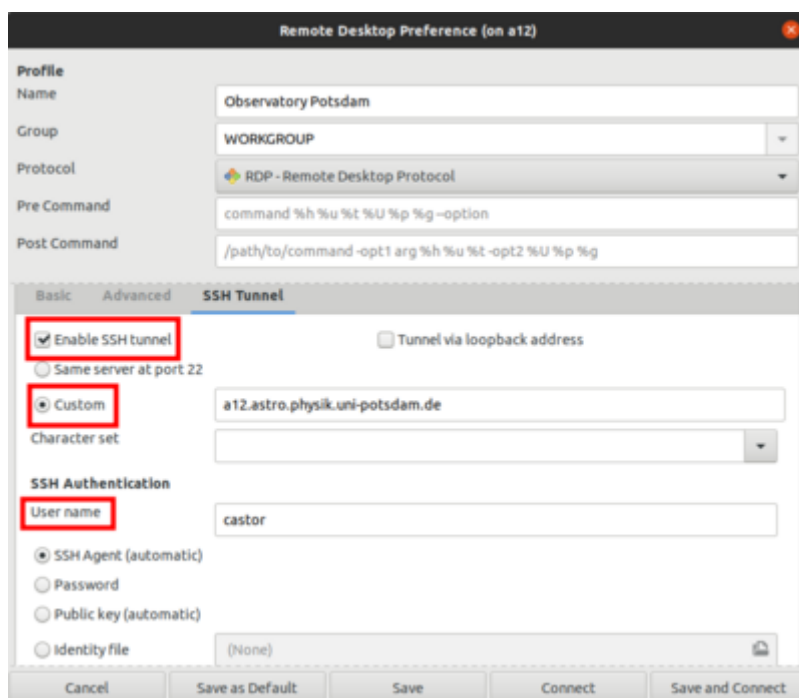 Remote Desktop Preference (on a12)
Profile
Name
Observatory Potsdam
Group
WORKGROUP
Protocol
RDP - Remote Desktop Protocol
Pre Command
command %h %u %t %U %p %g --option
Post Command
/path/to/command -opt1 arg %h %u %t -opt2 %U %p %g
Basic Advanced SSH Tunnel
Enable SSH tunnel Tunnel via loopback address
Same server at port 22
Custom a12.astro.physik.uni-potsdam.de
Character set
SSH Authentication
User name
castor
SSH Agent (automatic)
Password
Public key (automatic)
Identity file (None)
Cancel Save as Default Save Connect Save and Connect